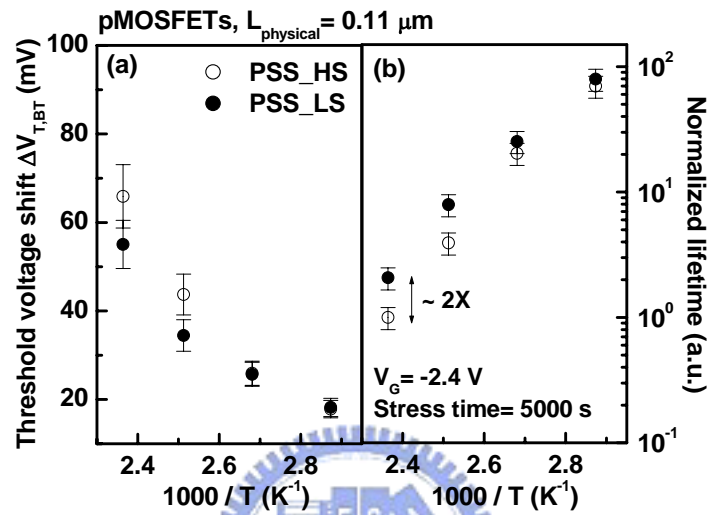 pMOSFETs, L_physical = 0.11 μm
(a)
PSS_HS
PSS_LS
Threshold voltage shift ΔV_T,BT (mV)
100
80
60
40
20
2.4 2.6 2.8
1000 / T (K⁻¹)
(b)
~ 2X
V_G= -2.4 V
Stress time= 5000 s
2.4 2.6 2.8
1000 / T (K⁻¹)
10²
10¹
10⁰
10⁻¹
Normalized lifetime (a.u.)